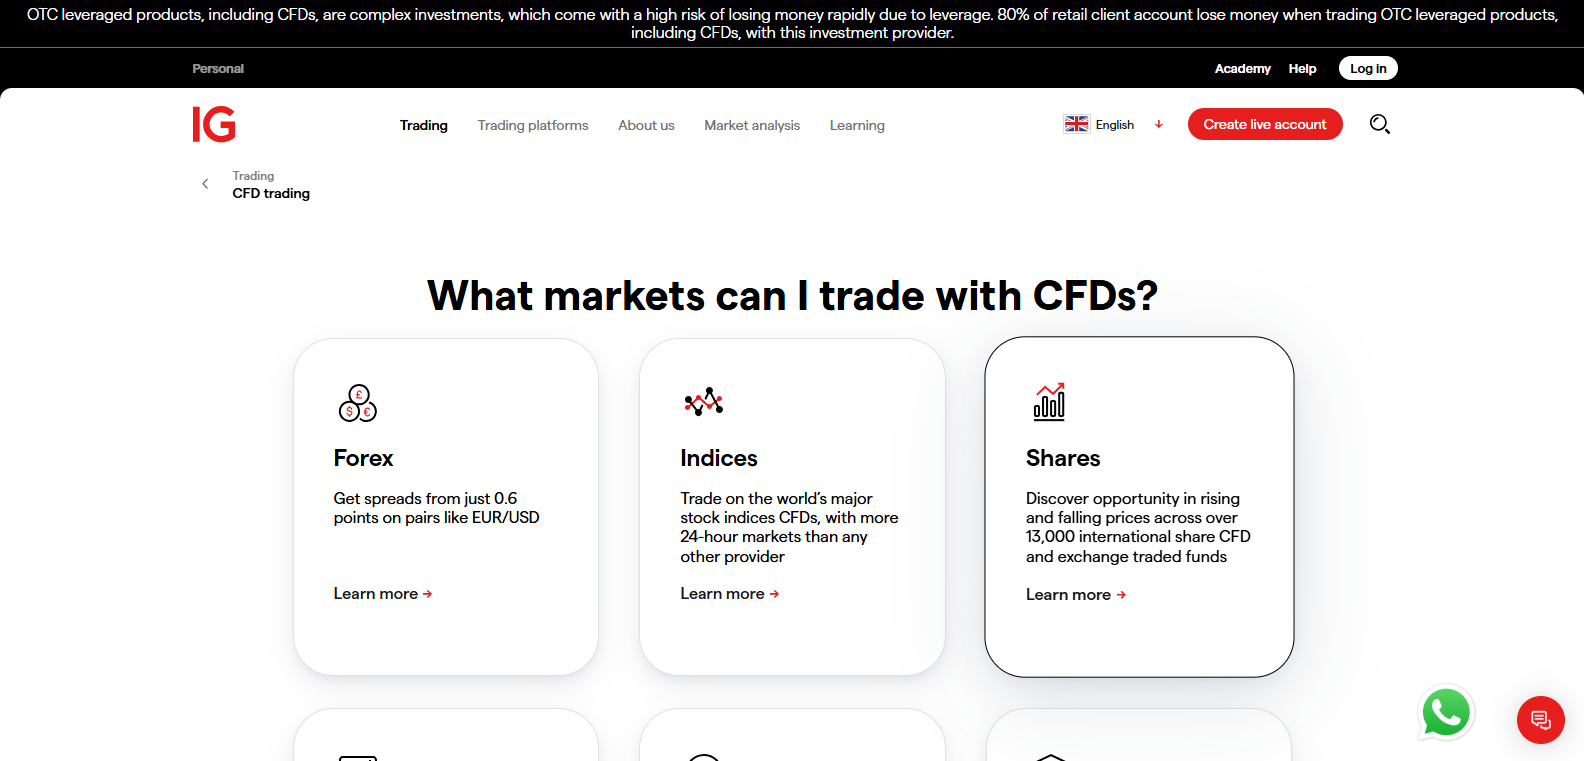 OTC leveraged products, including CFDs, are complex investments, which come with a high risk of losing money rapidly due to leverage. 80% of retail client account lose money when trading OTC leveraged products,
including CFDs, with this investment provider.
Personal
Academy
Help
Log in
IG
Trading
Trading platforms
About us
Market analysis
Learning
English
Create live account
Trading
CFD trading
What markets can I trade with CFDs?
£
$ €
Forex
Get spreads from just 0.6
points on pairs like EUR/USD
Learn more
Indices
Trade on the world’s major
stock indices CFDs, with more
24-hour markets than any
other provider
Learn more
Shares
Discover opportunity in rising
and falling prices across over
13,000 international share CFD
and exchange traded funds
Learn more